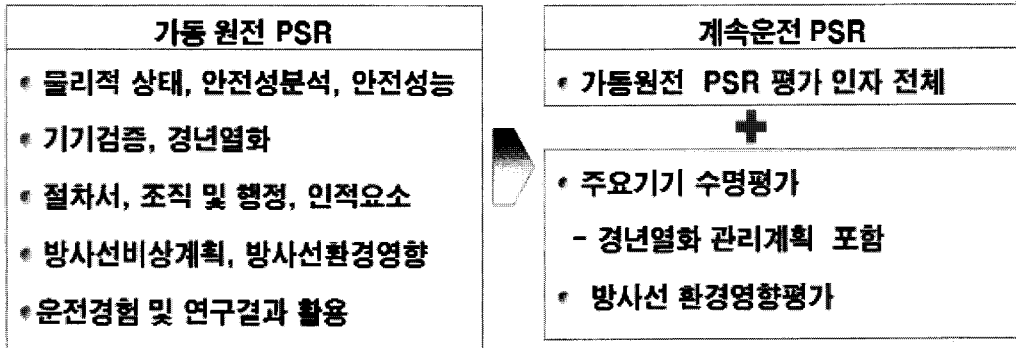 가동 원전 PSR
• 물리적 상태, 안전성분석, 안전성능
• 기기검증, 경년열화
• 절차서, 조직 및 행정, 인적요소
• 방사선비상계획, 방사선환경영향
•운전경험 및 연구결과 활용
계속운전 PSR
• 가동원전 PSR 평가 인자 전체
+
• 주요기기 수명평가
- 경년열화 관리계획 포함
• 방사선 환경영향평가